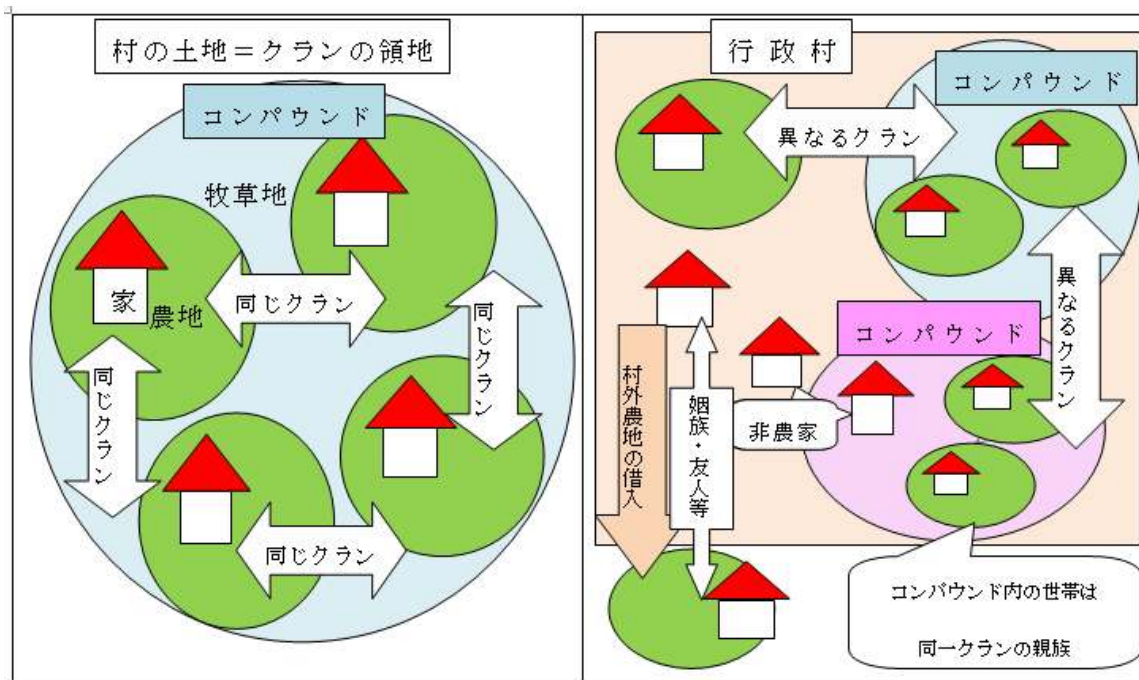 村の土地＝クランの領地
コンパウンド
牧草地
家
農地
同じクラン
同じクラン
同じクラン
同じクラン
行政村
コンパウンド
異なるクラン
異なるクラン
コンパウンド
村外農地の借入
姻族・友人等
非農家
コンパウンド内の世帯は
同一クランの親族